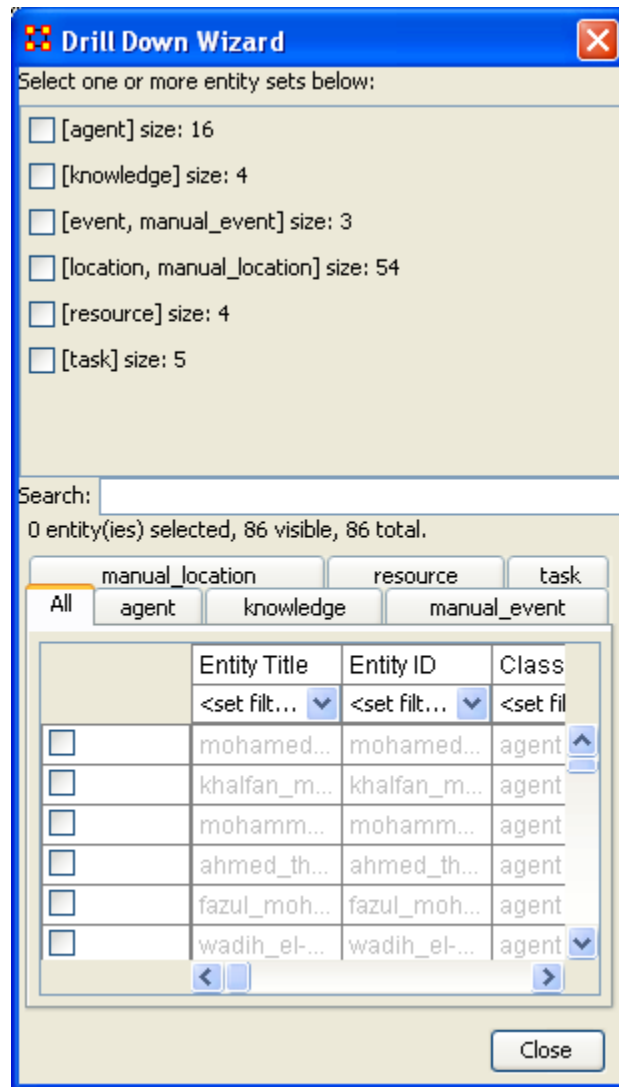 Drill Down Wizard
Select one or more entity sets below:
[agent] size: 16
[knowledge] size: 4
[event, manual_event] size: 3
[location, manual_location] size: 54
[resource] size: 4
[task] size: 5
Search:
0 entity(ies) selected, 86 visible, 86 total.
manual_location resource task
All agent knowledge manual_event
Entity Title Entity ID Class
<set filt... <set filt... <set fil
mohamed... mohamed... agent
khalfan_m... khalfan_m... agent
mohamm... mohamm... agent
ahmed_th... ahmed_th... agent
fazul_moh... fazul_moh... agent
wadih_el-... wadih_el-... agent
Close